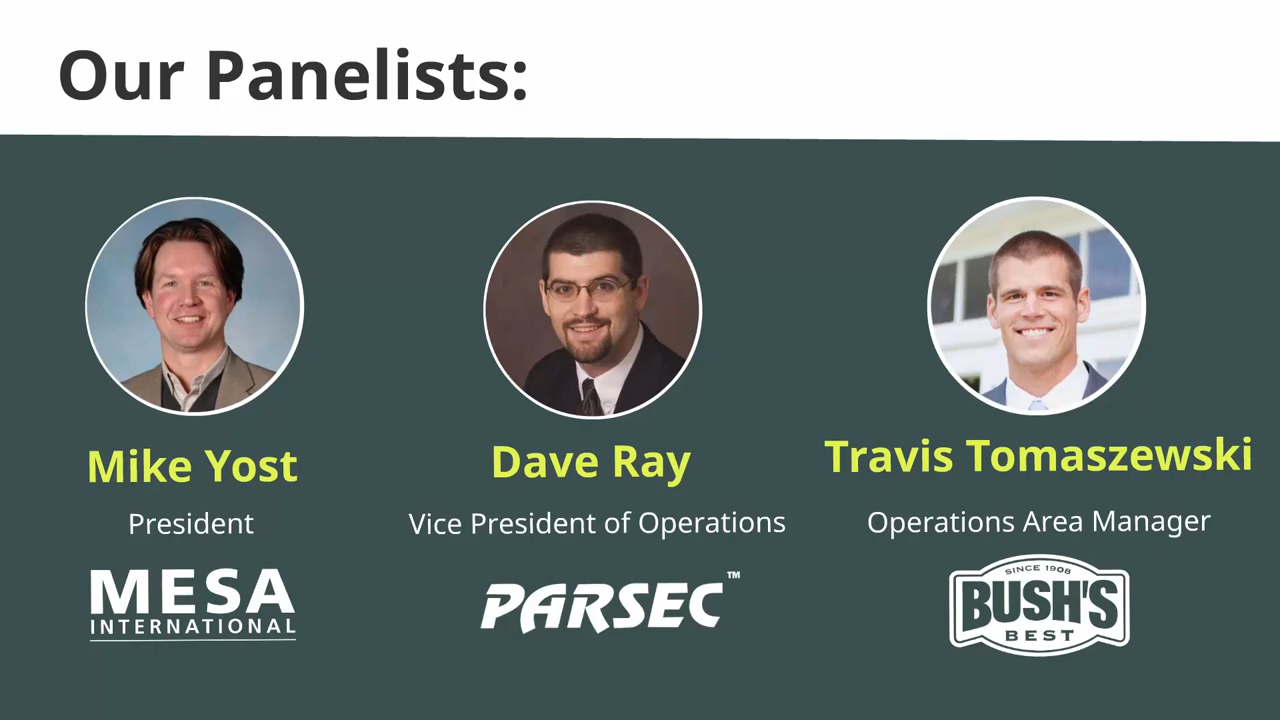 Our Panelists:
Mike Yost
President
MESA
INTERNATIONAL
Dave Ray
Vice President of Operations
PARSEC™
Travis Tomaszewski
Operations Area Manager
SINCE 1908
BUSH'S
BEST